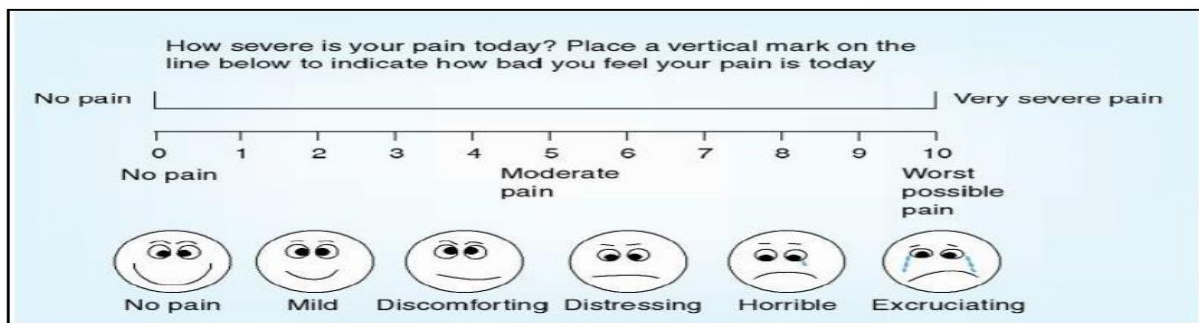 How severe is your pain today? Place a vertical mark on the
line below to indicate how bad you feel your pain is today
No pain Very severe pain
0 1 2 3 4 5 6 7 8 9 10
No pain Moderate pain Worst possible pain
No pain Mild Discomforting Distressing Horrible Excruciating